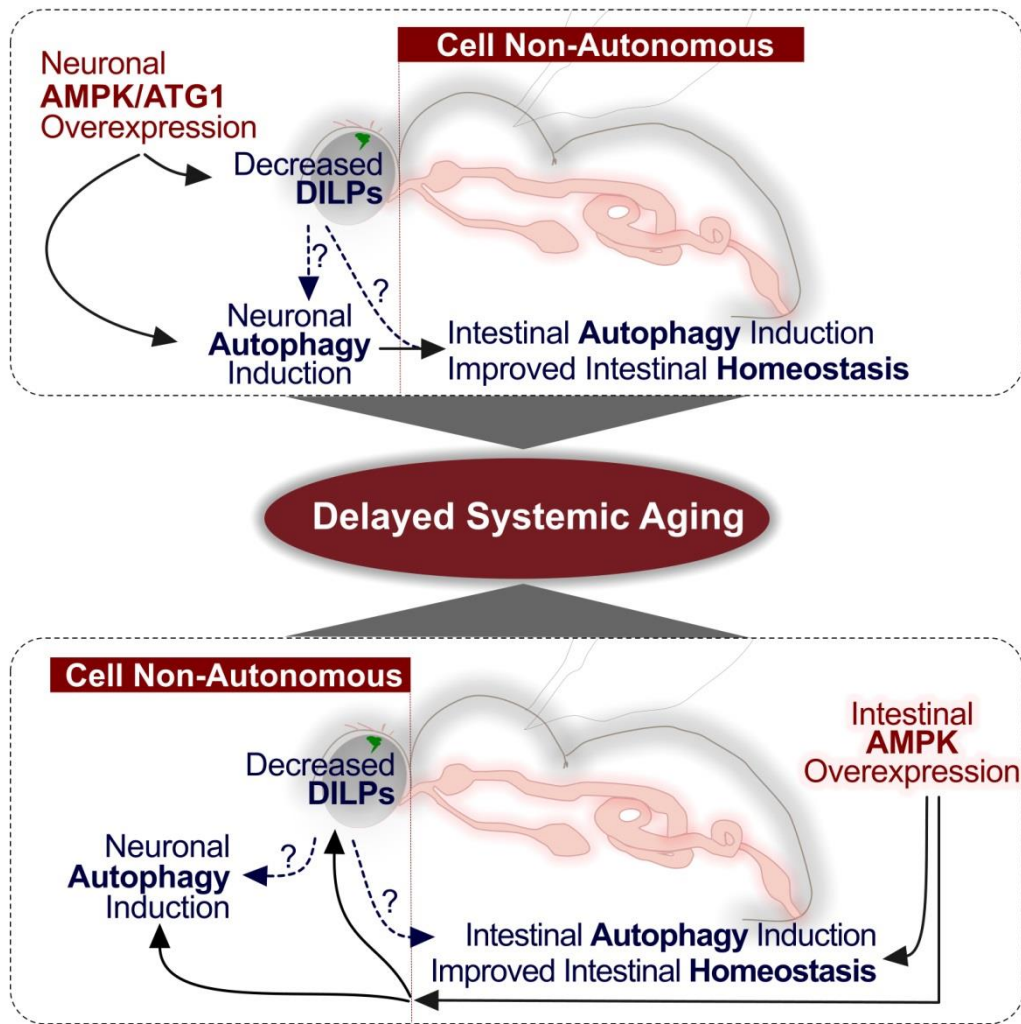 Cell Non-Autonomous
Neuronal
AMPK/ATG1
Overexpression
Decreased
DILPs
?
?
Neuronal
Autophagy
Induction
Intestinal Autophagy Induction
Improved Intestinal Homeostasis
Delayed Systemic Aging
Cell Non-Autonomous
Intestinal
AMPK
Overexpression
Decreased
DILPs
Neuronal
Autophagy
Induction
?
?
Intestinal Autophagy Induction
Improved Intestinal Homeostasis